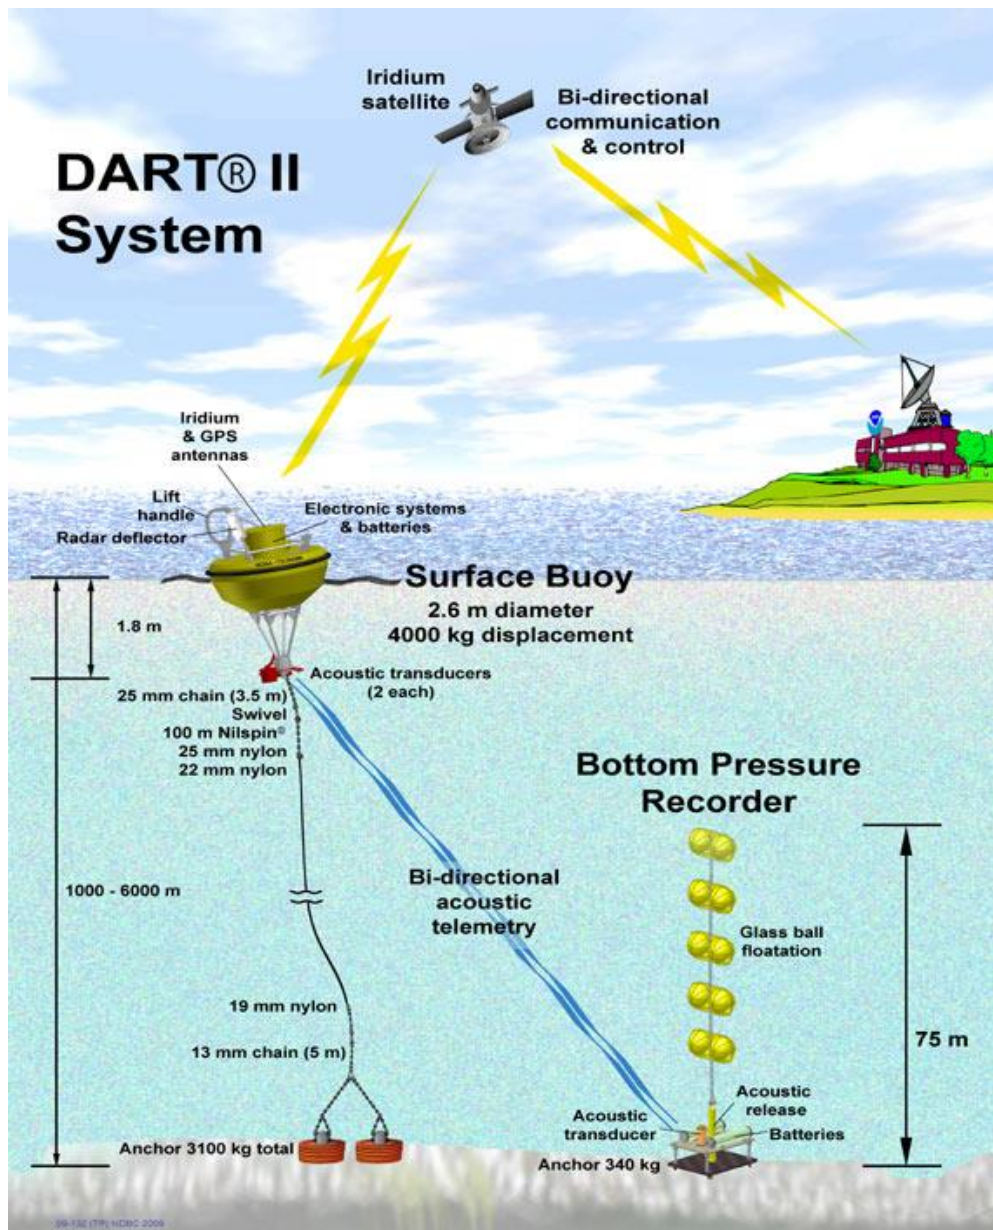 Iridium
satellite
Bi-directional
communication
& control
DART® II
System
Iridium
& GPS
antennas
Lift
handle
Radar deflector
Electronic systems
& batteries
Surface Buoy
2.6 m diameter
4000 kg displacement
1.8 m
Acoustic transducers
(2 each)
25 mm chain (3.5 m)
Swivel
100 m Nilspin®
25 mm nylon
22 mm nylon
Bottom Pressure
Recorder
1000 - 6000 m
Bi-directional
acoustic
telemetry
Glass ball
floatation
19 mm nylon
13 mm chain (5 m)
75 m
Acoustic
release
Acoustic
transducer
Batteries
Anchor 3100 kg total
Anchor 340 kg